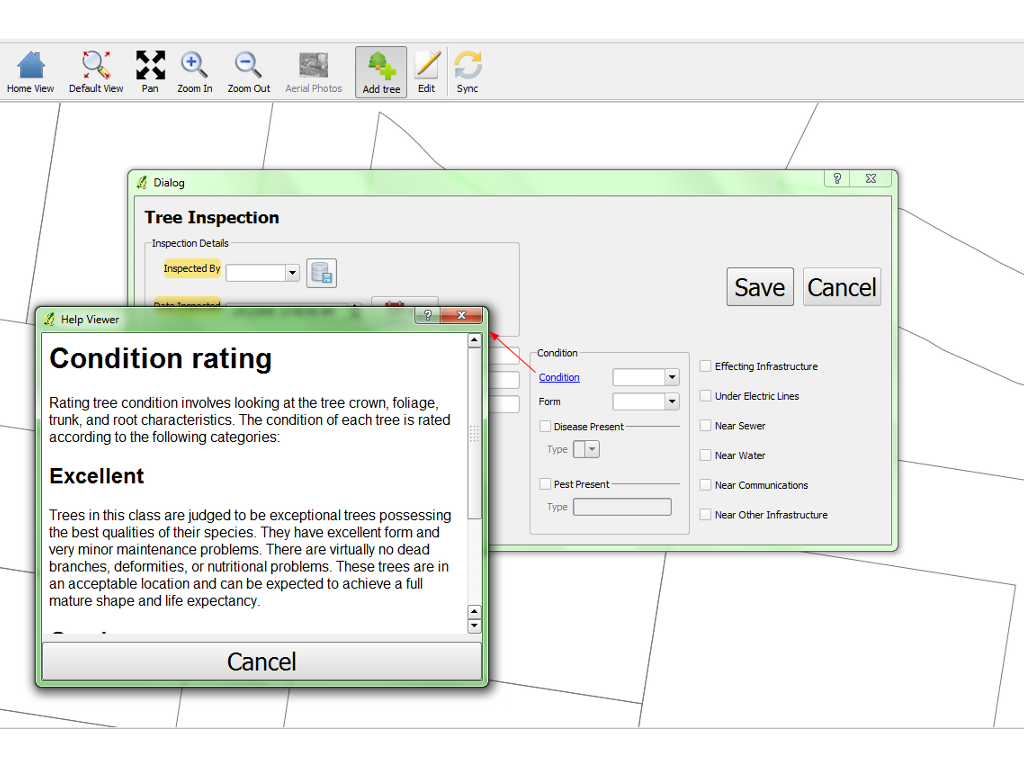 Home View
Default View
Pan
Zoom In
Zoom Out
Aerial Photos
Add tree
Edit
Sync
Dialog
?
Tree Inspection
Inspection Details
Inspected By
Date Inspected
Save
Cancel
Condition
Condition
Form
Disease Present
Type
Pest Present
Type
Effecting Infrastructure
Under Electric Lines
Near Sewer
Near Water
Near Communications
Near Other Infrastructure
Help Viewer
?
Condition rating
Rating tree condition involves looking at the tree crown, foliage,
trunk, and root characteristics. The condition of each tree is rated
according to the following categories:
Excellent
Trees in this class are judged to be exceptional trees possessing
the best qualities of their species. They have excellent form and
very minor maintenance problems. There are virtually no dead
branches, deformities, or nutritional problems. These trees are in
an acceptable location and can be expected to achieve a full
mature shape and life expectancy.
Cancel